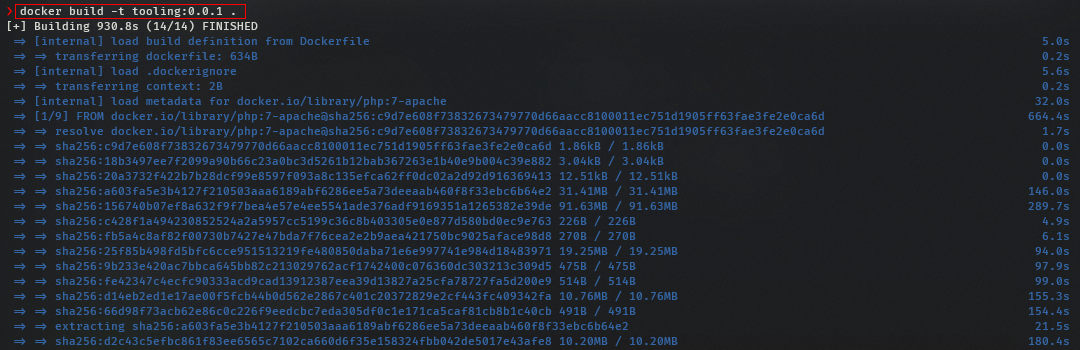 ❯ docker build -t tooling:0.0.1 .
[+] Building 930.8s (14/14) FINISHED
=> [internal] load build definition from Dockerfile 5.0s
=> => transferring dockerfile: 634B 0.2s
=> [internal] load .dockerignore 5.6s
=> => transferring context: 2B 0.2s
=> [internal] load metadata for docker.io/library/php:7-apache 32.0s
=> [1/9] FROM docker.io/library/php:7-apache@sha256:c9d7e608f73832673479770d66aacc8100011ec751d1905ff63fae3fe2e0ca6d 664.4s
=> => resolve docker.io/library/php:7-apache@sha256:c9d7e608f73832673479770d66aacc8100011ec751d1905ff63fae3fe2e0ca6d 1.7s
=> => sha256:c9d7e608f73832673479770d66aacc8100011ec751d1905ff63fae3fe2e0ca6d 1.86kB / 1.86kB 0.0s
=> => sha256:18b3497ee7f2099a90b66c23a0bc3d5261b12bab367263e1b40e9b004c39e882 3.04kB / 3.04kB 0.0s
=> => sha256:20a3732f422b7b28dcf99e8597f093a8c135efca62ff0dc02a2d92d916369413 12.51kB / 12.51kB 0.0s
=> => sha256:a603fa5e3b4127f210503aaa6189abf6286ee5a73deeaab460f8f33ebc6b64e2 31.41MB / 31.41MB 146.0s
=> => sha256:156740b07ef8a632f9f7bea4e57e4ee5541ade376adf9169351a1265382e39de 91.63MB / 91.63MB 289.7s
=> => sha256:c428f1a494230852524a2a5957cc5199c36c8b403305e0e877d580bd0ec9e763 226B / 226B 4.9s
=> => sha256:fb5a4c8af82f00730b7427e47bda7f76cea2e2b9aea421750bc9025aface98d8 270B / 270B 6.1s
=> => sha256:25f85b498fd5bfc6cce951513219fe480850daba71e6e997741e984d18483971 19.25MB / 19.25MB 94.0s
=> => sha256:9b233e420ac7bbca645bb82c213029762acf1742400c076360dc303213c309d5 475B / 475B 97.9s
=> => sha256:fe42347c4ecfc90333acd9cad13912387eea39d13827a25cfa78727fa5d200e9 514B / 514B 99.0s
=> => sha256:d14eb2ed1e17ae00f5fcb44b0d562e2867c401c20372829e2cf443fc409342fa 10.76MB / 10.76MB 155.3s
=> => sha256:66d98f73acb62e86c0c226f9eedcbc7eda305df0c1e171ca5caf81cb8b1c40cb 491B / 491B 154.4s
=> => extracting sha256:a603fa5e3b4127f210503aaa6189abf6286ee5a73deeaab460f8f33ebc6b64e2 21.5s
=> => sha256:d2c43c5efbc861f83ee6565c7102ca660d6f35e158324fbb042de5017e43afe8 10.20MB / 10.20MB 180.4s